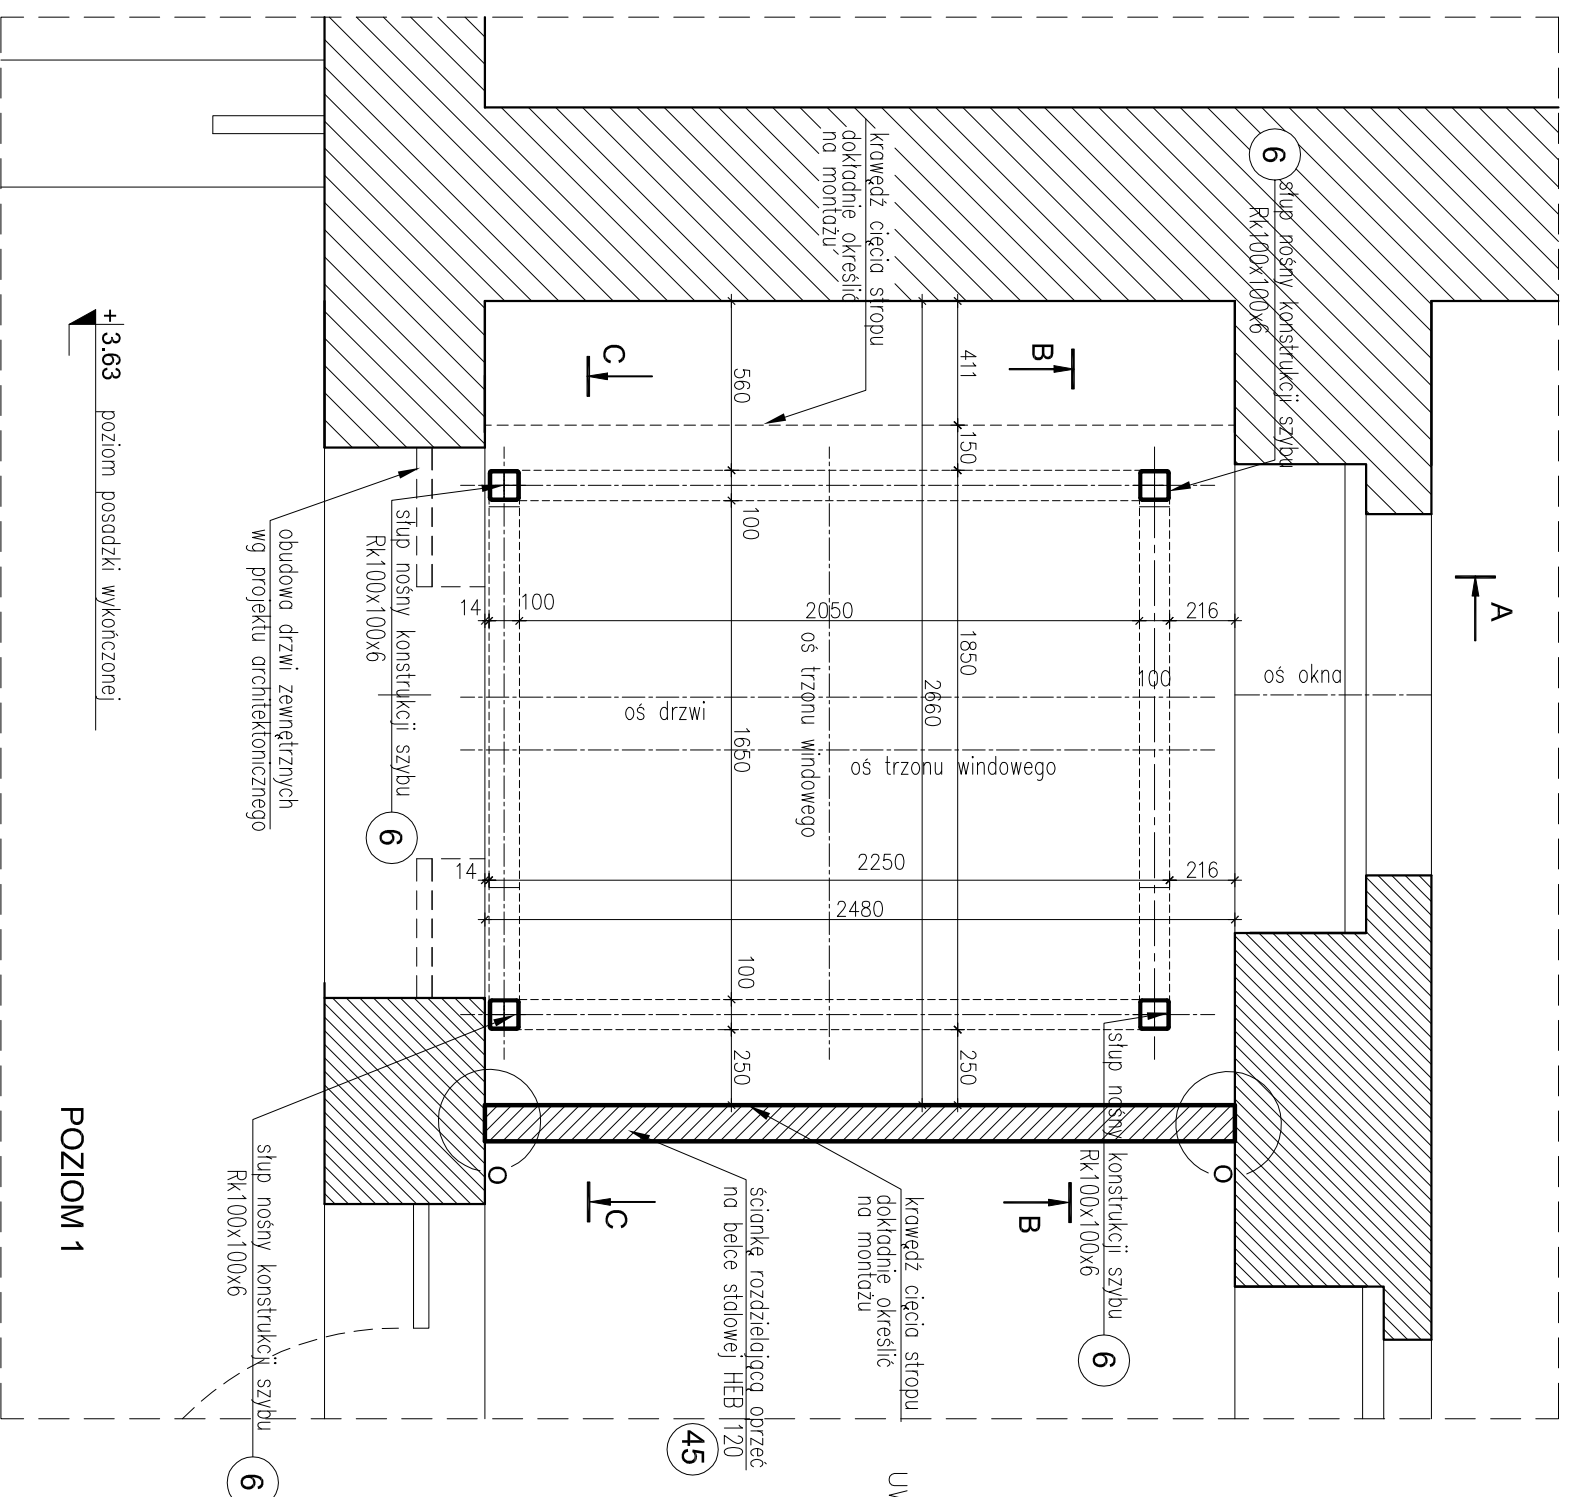 6
słup nośny konstrukcji szybu
Rk100x100x6
krawędź cięcia stropu
dokładnie określić
na montażu
A
oś okna
B
C
411
150
1850
250
2660
560
100
1650
100
250
14
100
2050
100
216
oś drzwi
oś trzonu windowego
oś trzonu windowego
14
2250
216
2480
słup nośny konstrukcji szybu
Rk100x100x6
6
obudowa drzwi zewnętrznych
wg projektu architektonicznego
+3.63 poziom posadzki wykończonej
słup nośny konstrukcji szybu
Rk100x100x6
6
O
O
B
C
krawędź cięcia stropu
dokładnie określić
na montażu
ściankę rozdzielającą oprzeć
na belce stalowej HEB 120
45
słup nośny konstrukcji szybu
Rk100x100x6
6
POZIOM 1